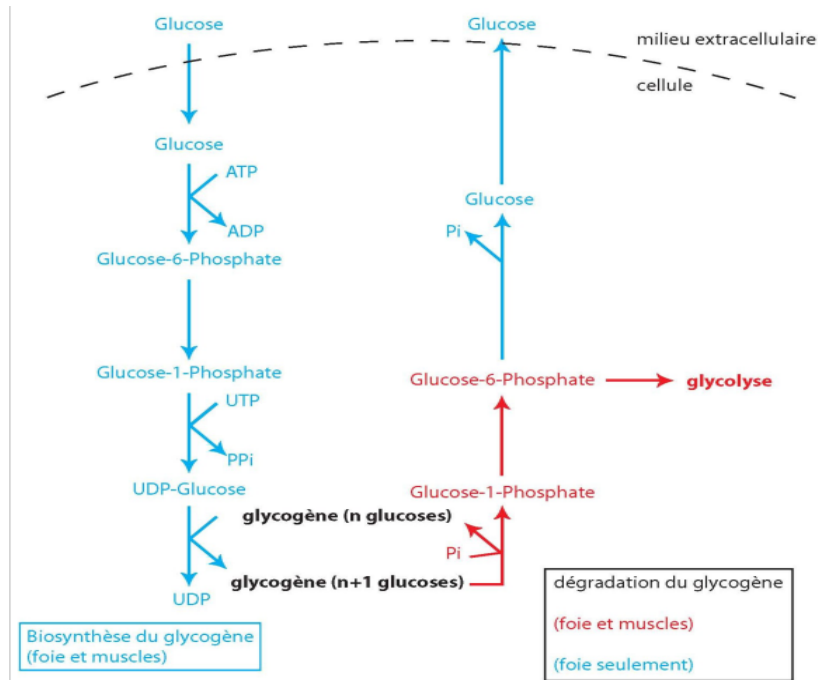 Glucose
Glucose
milieu extracellulaire
cellule
Glucose
ATP
ADP
Glucose-6-Phosphate
Glucose-1-Phosphate
UTP
PPi
UDP-Glucose
glycogène (n glucoses)
glycogène (n+1 glucoses)
UDP
Biosynthèse du glycogène
(foie et muscles)
Glucose
Pi
Glucose-6-Phosphate
glycolyse
Glucose-1-Phosphate
Pi
dégradation du glycogène
(foie et muscles)
(foie seulement)